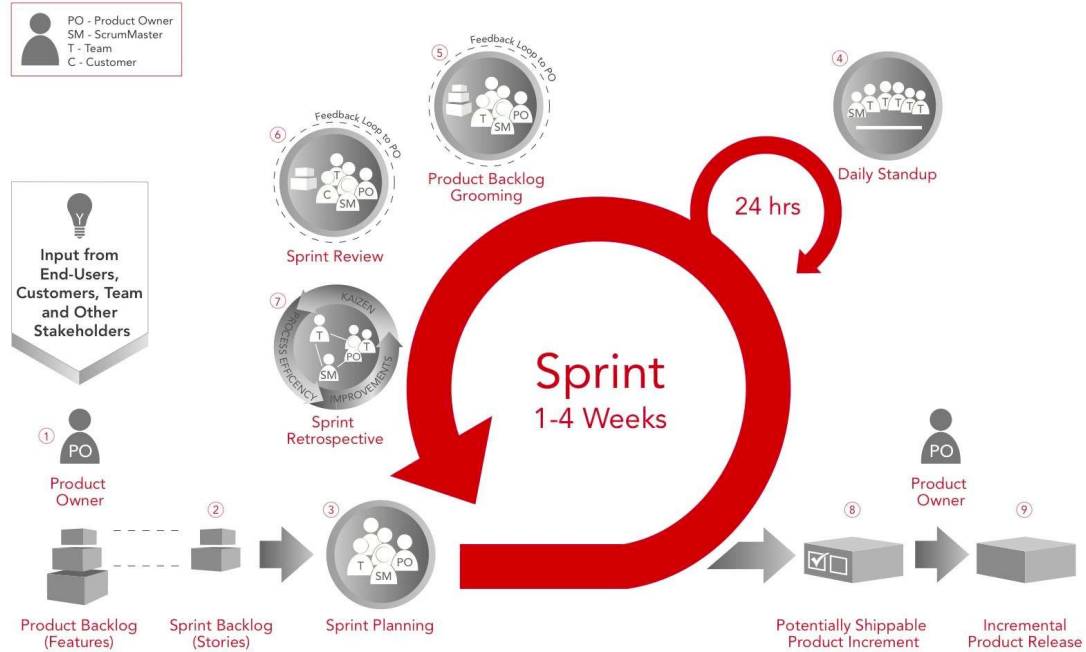 PO - Product Owner
SM - ScrumMaster
T - Team
C - Customer
Input from
End-Users,
Customers, Team
and Other
Stakeholders
1
PO
Product
Owner
Product Backlog
(Features)
2
Sprint Backlog
(Stories)
3
T
SM
PO
Sprint Planning
4
SM
T
T
T
T
T
Daily Standup
24 hrs
5
Feedback Loop to PO
T
SM
PO
Product Backlog
Grooming
6
Feedback Loop to PO
T
C
SM
PO
Sprint Review
7
KAIZEN
IMPROVEMENTS
PROCESS EFFICENCY
T
PO
T
SM
Sprint
Retrospective
Sprint
1-4 Weeks
8
Potentially Shippable
Product Increment
PO
Product
Owner
9
Incremental
Product Release